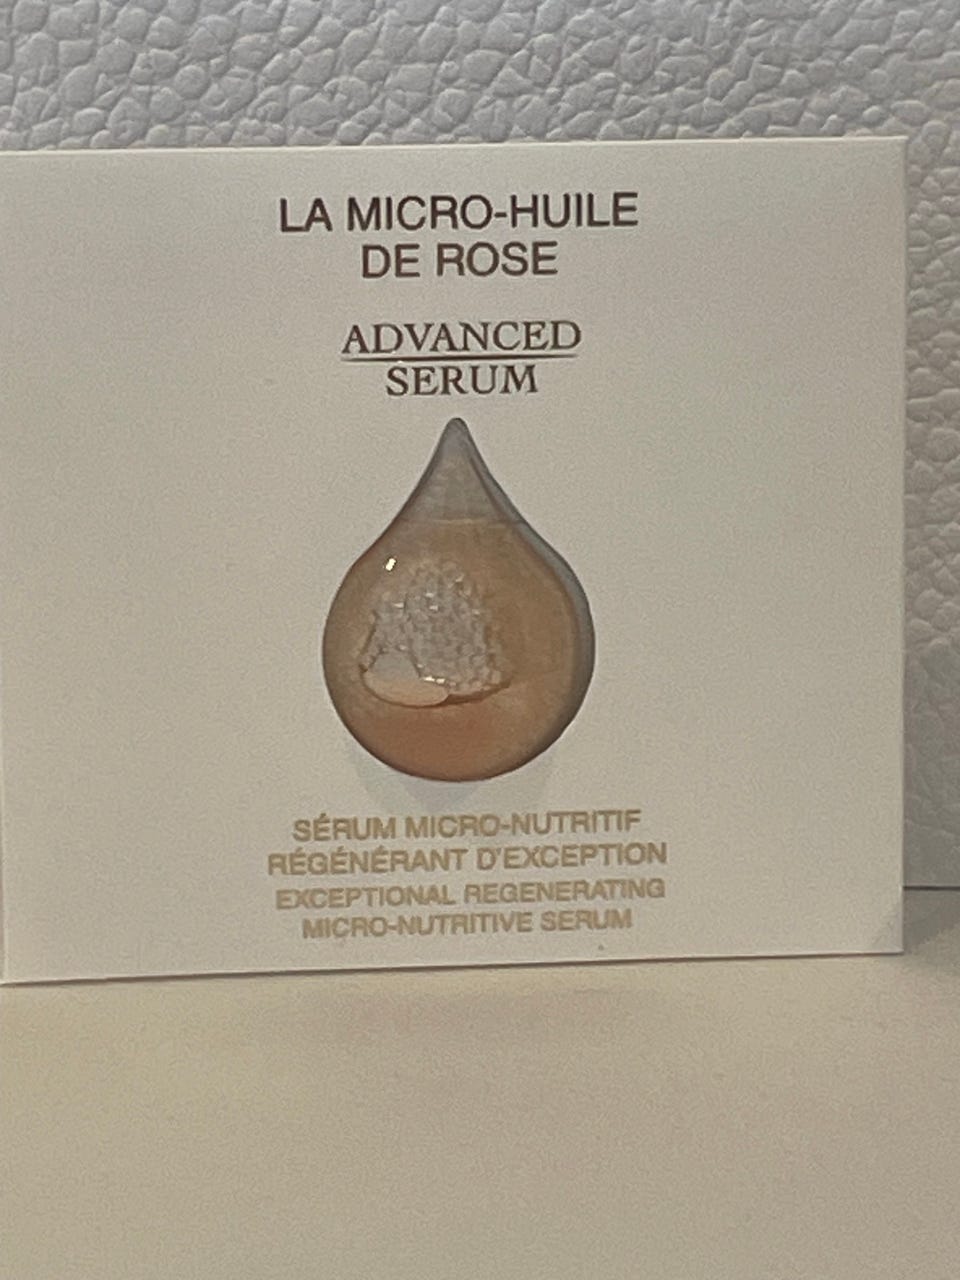 LA MICRO-HUILE
DE ROSE
ADVANCED
SERUM
SÉRUM MICRO-NUTRITIF
RÉGÉNÉRANT D'EXCEPTION
EXCEPTIONAL REGENERATING
MICRO-NUTRITIVE SERUM